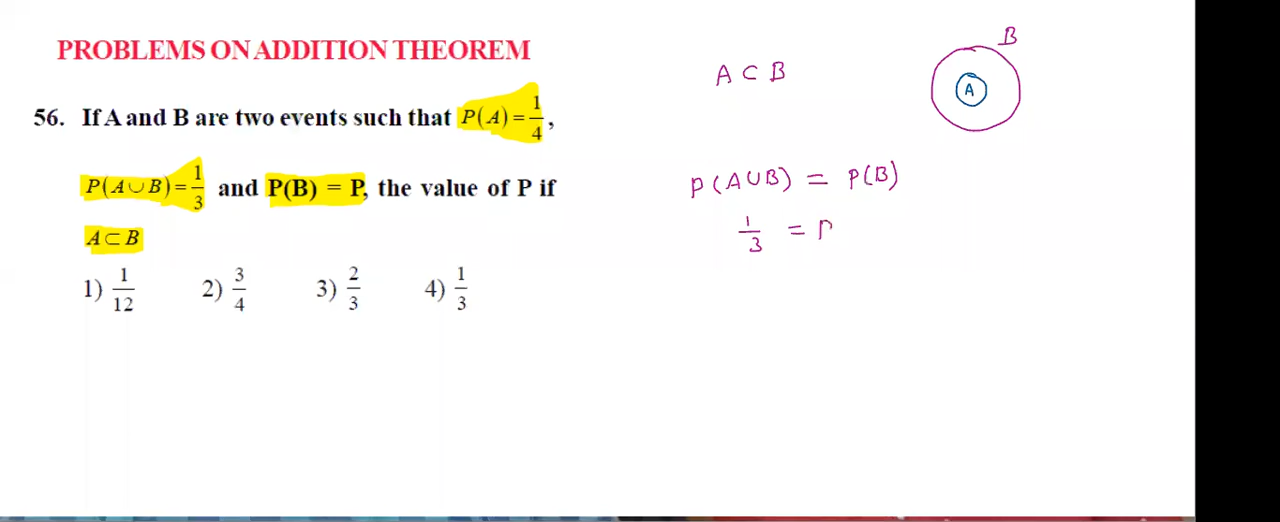 PROBLEMS ON ADDITION THEOREM
56. If A and B are two events such that P(A) = 1/4,
P(A∪B) = 1/3 and P(B) = P, the value of P if
A ⊂ B
1) 1/12 2) 3/4 3) 2/3 4) 1/3
A ⊂ B
B
A
P(A∪B) = P(B)
1/3 = P